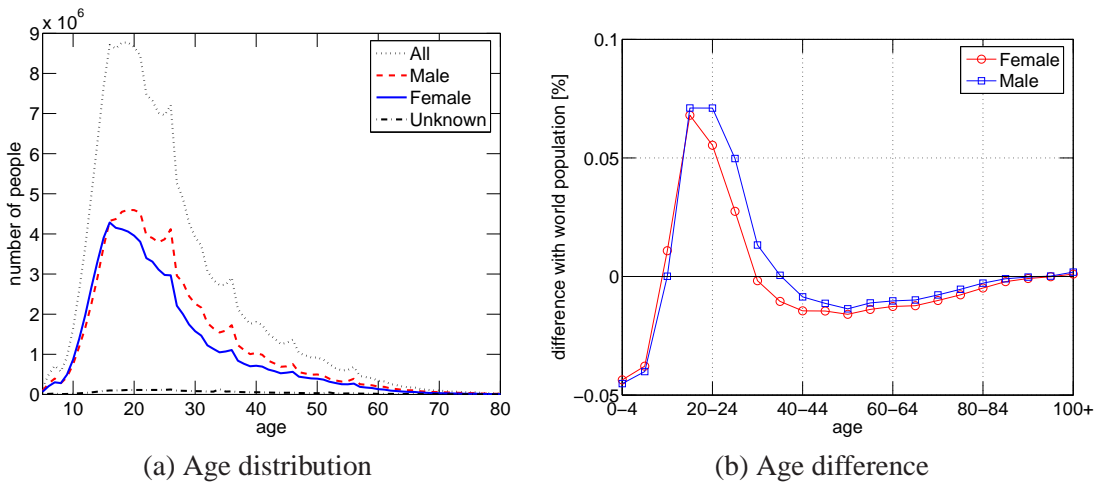 x 10⁶
9
8
7
6
5
4
3
2
1
0
number of people
10 20 30 40 50 60 70 80
age
All
Male
Female
Unknown
(a) Age distribution
0.1
0.05
0
−0.05
difference with world population [%]
0−4 20−24 40−44 60−64 80−84 100+
age
Female
Male
(b) Age difference